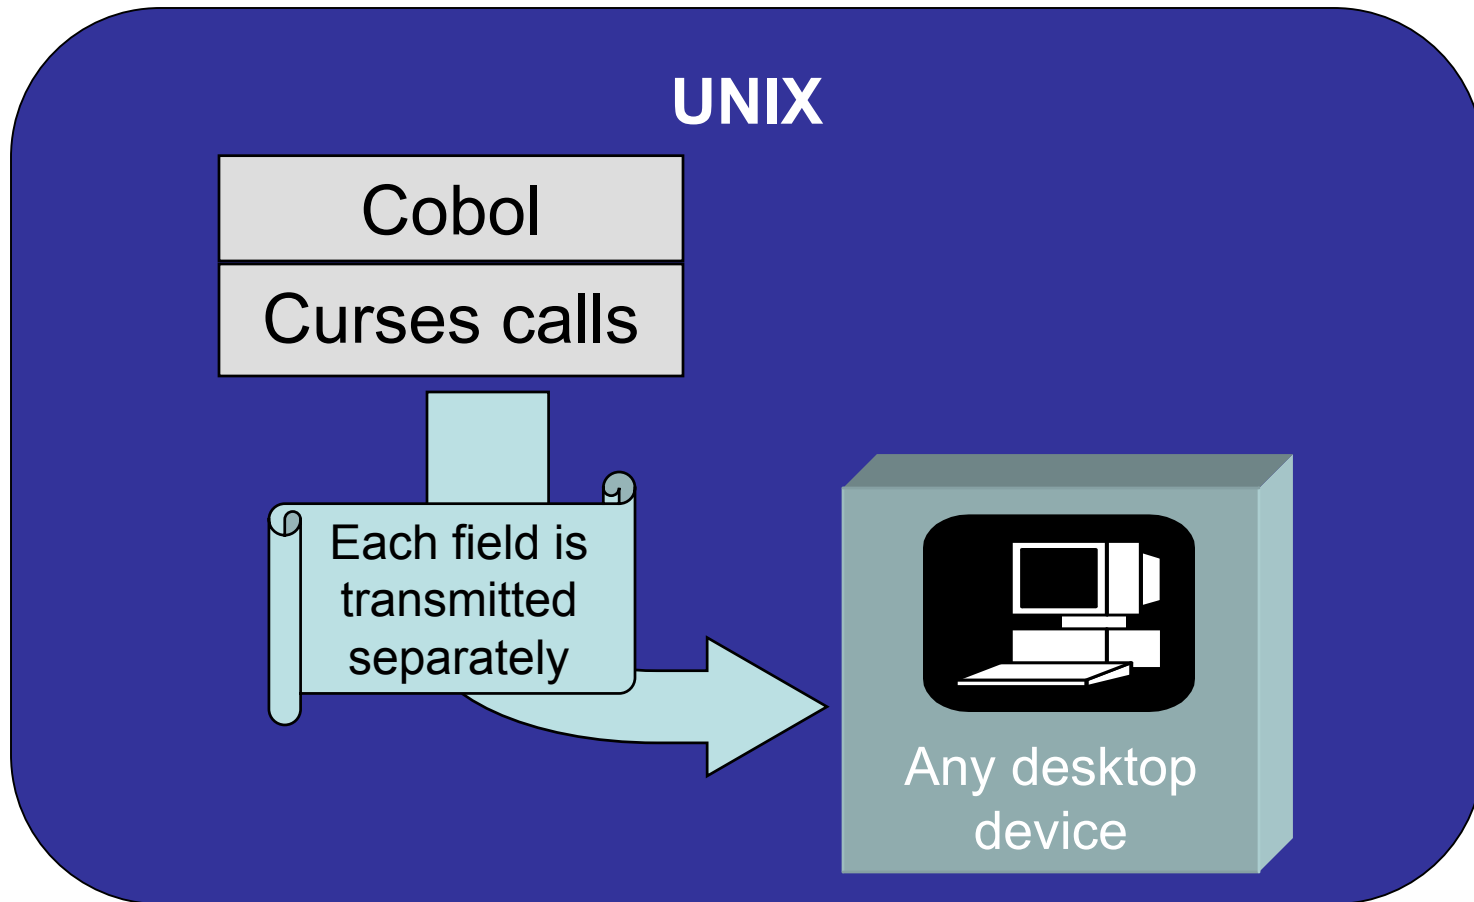 UNIX
Cobol
Curses calls
Each field is
transmitted
separately
Any desktop
device